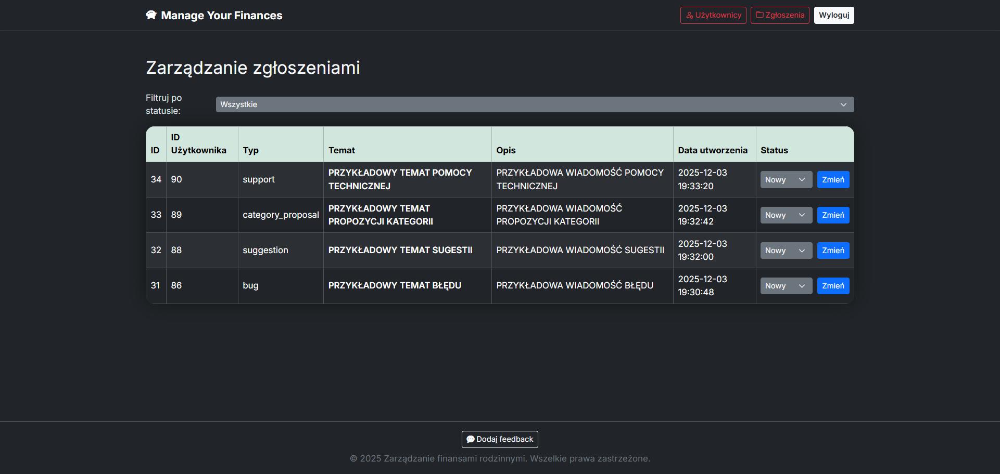 Manage Your Finances
Użytkownicy
Zgłoszenia
Wyloguj
Zarządzanie zgłoszeniami
Filtruj po
statusie:
Wszystkie
ID
ID
Użytkownika
Typ
Temat
Opis
Data utworzenia
Status
34
90
support
PRZYKŁADOWY TEMAT POMOCY
TECHNICZNEJ
PRZYKŁADOWA WIADOMOŚĆ POMOCY
TECHNICZNEJ
2025-12-03
19:33:20
Nowy
Zmień
33
89
category_proposal
PRZYKŁADOWY TEMAT
PROPOZYCJI KATEGORII
PRZYKŁADOWA WIADOMOŚĆ
PROPOZYCJI KATEGORII
2025-12-03
19:32:42
Nowy
Zmień
32
88
suggestion
PRZYKŁADOWY TEMAT SUGESTII
PRZYKŁADOWA WIADOMOŚĆ SUGESTII
2025-12-03
19:32:00
Nowy
Zmień
31
86
bug
PRZYKŁADOWY TEMAT BŁĘDU
PRZYKŁADOWA WIADOMOŚĆ BŁĘDU
2025-12-03
19:30:48
Nowy
Zmień
Dodaj feedback
© 2025 Zarządzanie finansami rodzinnymi. Wszelkie prawa zastrzeżone.